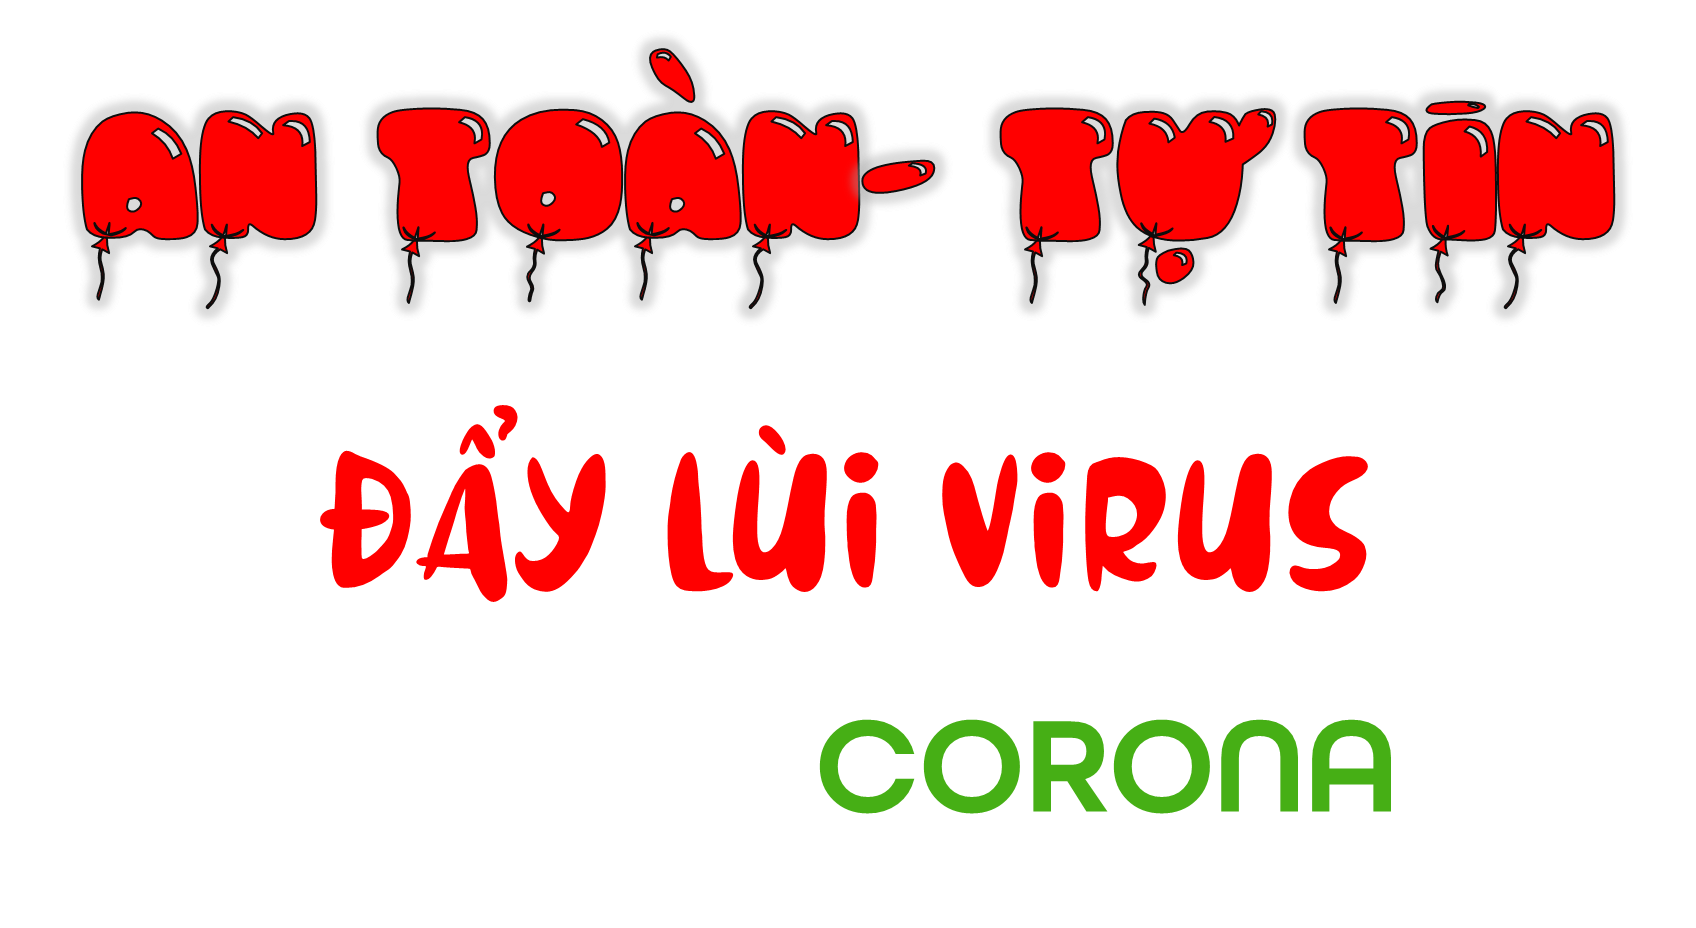 AN TOÀN- TỰ TIN
ĐẨY LÙI VIRUS
CORONA